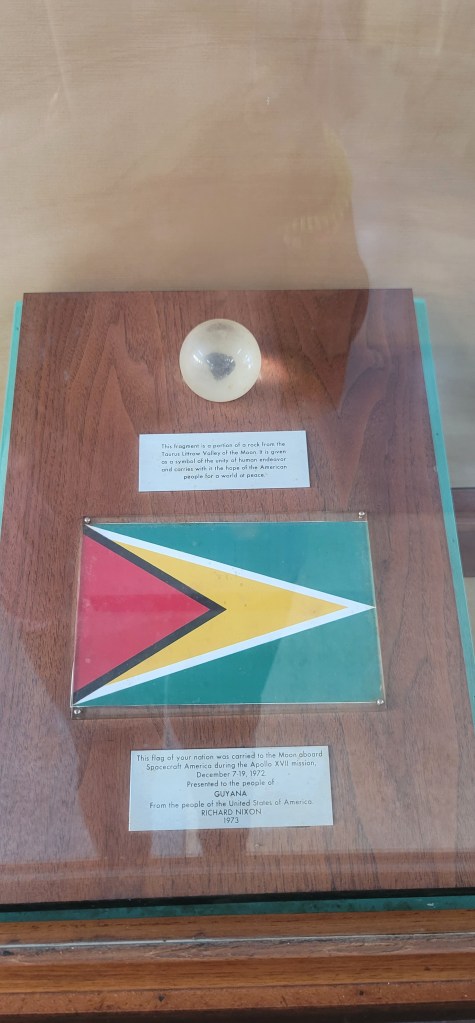 This fragment is a portion of a rock from the
Taurus Littrow Valley of the Moon. It is given
as a symbol of the unity of human endeavor
and carries with it the hope of the American
people for a world at peace.
This flag of your nation was carried to the Moon aboard
Spacecraft America during the Apollo XVII mission,
December 7-19, 1972.
Presented to the people of
GUYANA
From the people of the United States of America
RICHARD NIXON
1973